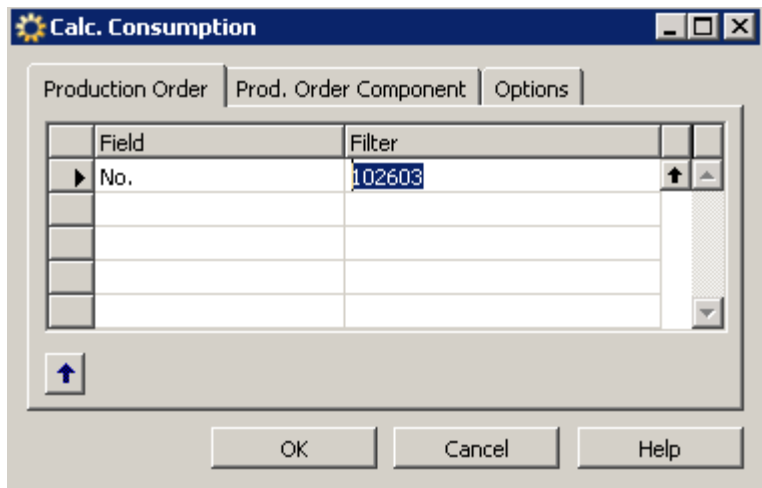 Calc. Consumption
Production Order Prod. Order Component Options
Field Filter
No. 102603
OK Cancel Help